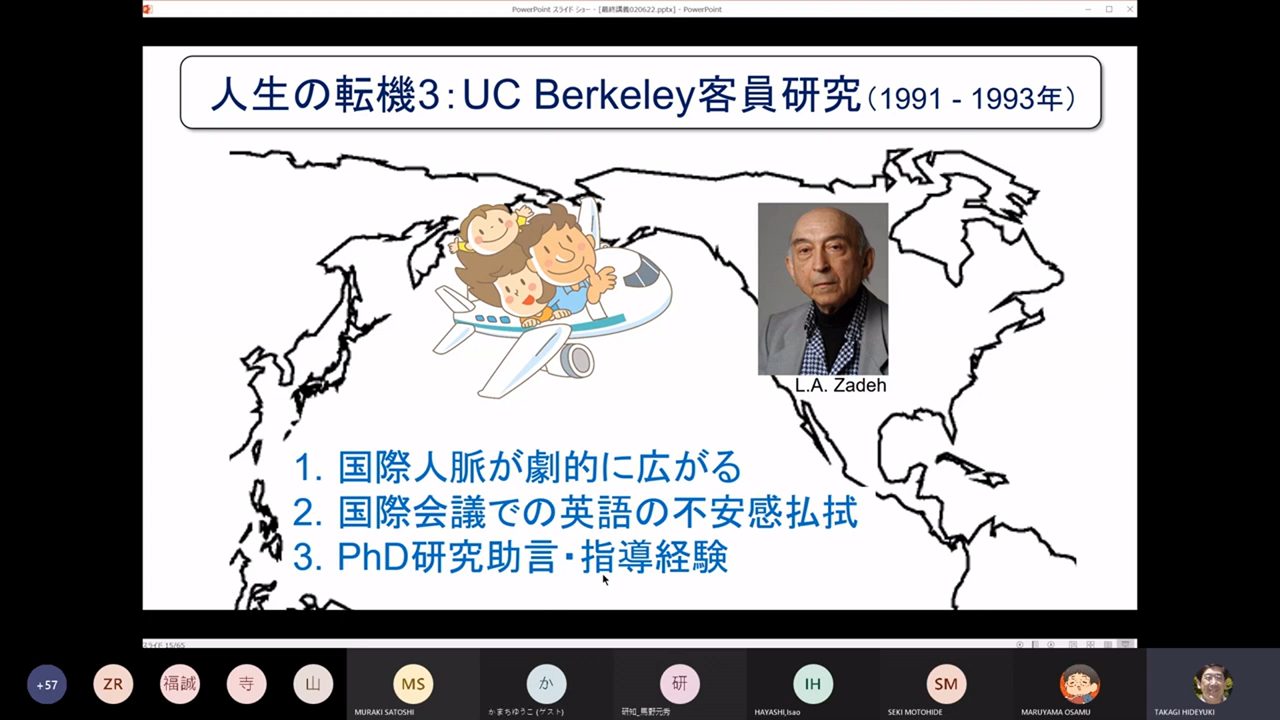 PowerPoint スライド ショー - [最終講義020622.pptx] - PowerPoint
人生の転機3：UC Berkeley客員研究（1991 - 1993年）
L.A. Zadeh
1. 国際人脈が劇的に広がる
2. 国際会議での英語の不安感払拭
3. PhD研究助言・指導経験
スライド 15/65
+57
ZR
福誠
寺
山
MS
か
研
IH
SM
MURAKI SATOSHI
かまちゆうこ (ゲスト)
研知_馬野元秀
HAYASHI,Isao
SEKI MOTOHIDE
MARUYAMA OSAMU
TAKAGI HIDEYUKI